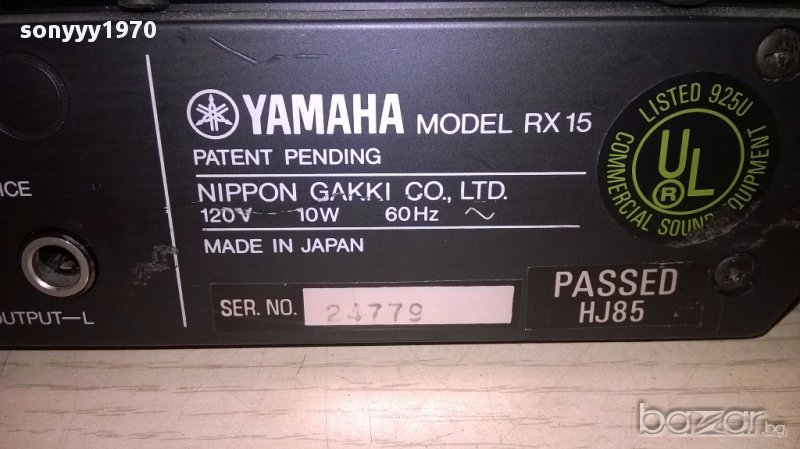 sonyyy1970
YAMAHA MODEL RX15
PATENT PENDING
NIPPON GAKKI CO., LTD.
120V 10W 60Hz ~
MADE IN JAPAN
SER. NO. 24779
PASSED
HJ85
LISTED 925U
UL
R
COMMERCIAL SOUND EQUIPMENT
OUTPUT–L
bazar.bg